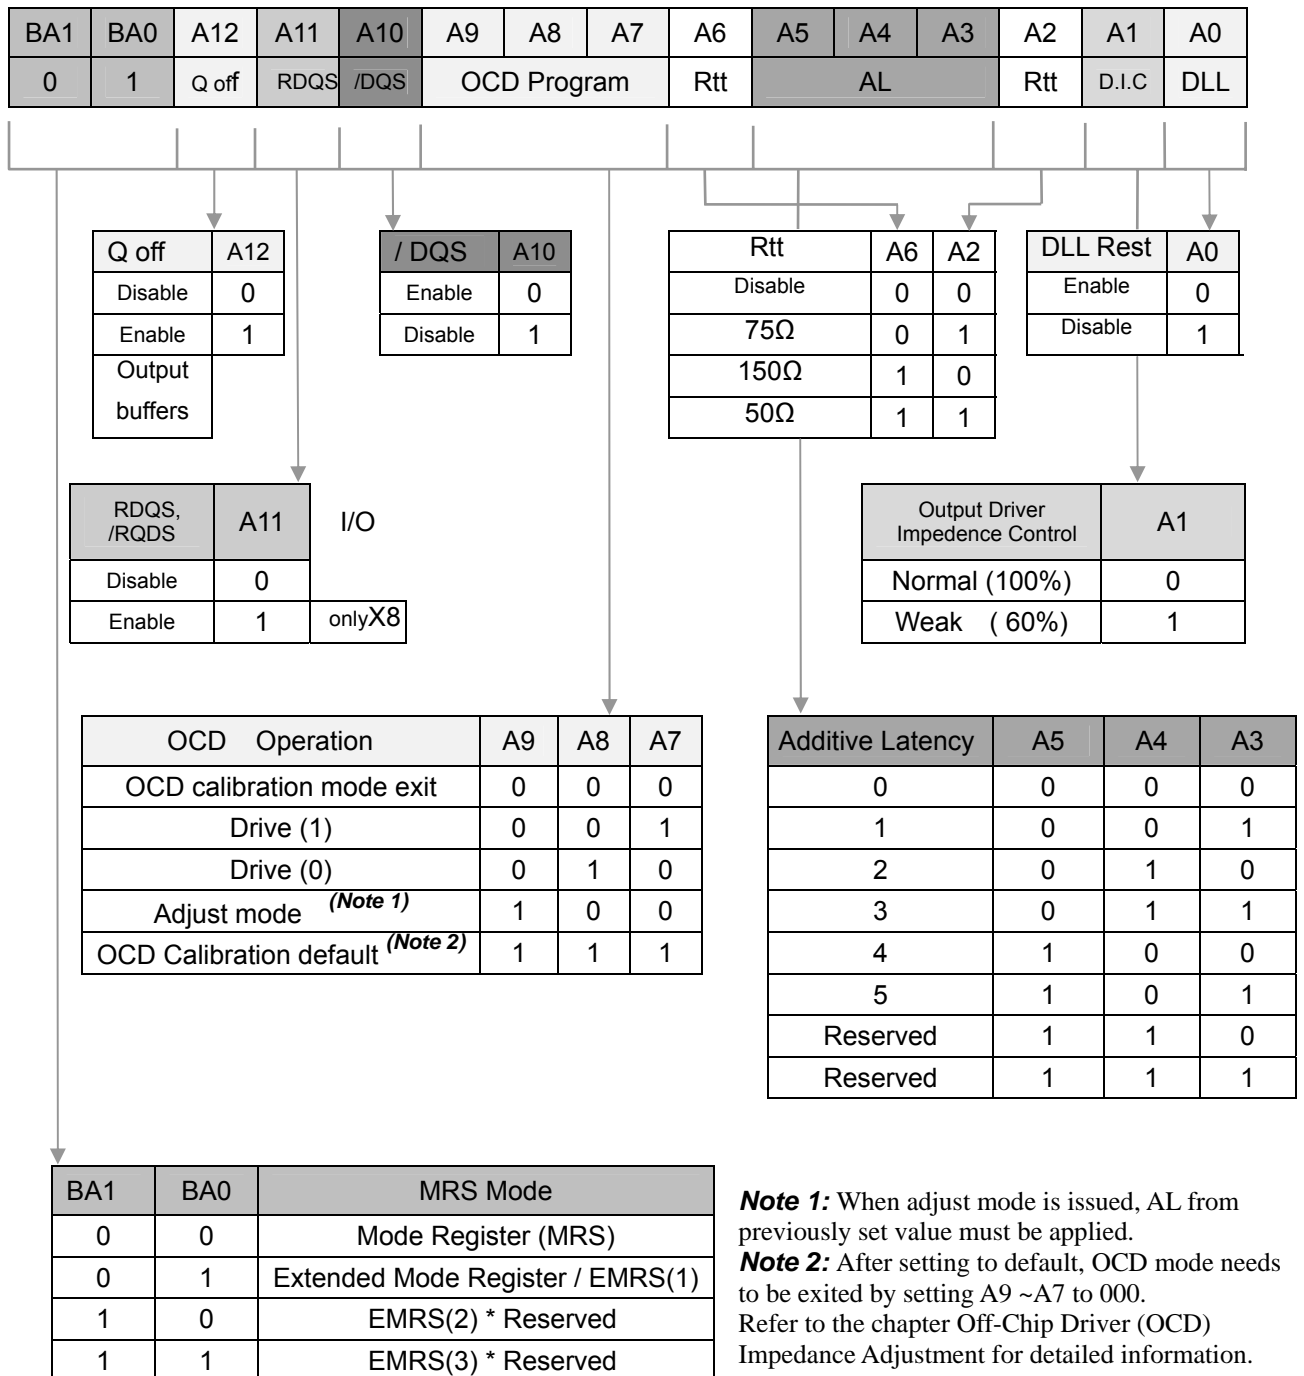 BA1 BA0 A12 A11 A10 A9 A8 A7 A6 A5 A4 A3 A2 A1 A0
0 1 Q off RDQS /DQS OCD Program Rtt AL Rtt D.I.C DLL
Q off A12
Disable 0
Enable 1
Output
buffers
/ DQS A10
Enable 0
Disable 1
Rtt A6 A2
Disable 0 0
75Ω 0 1
150Ω 1 0
50Ω 1 1
DLL Rest A0
Enable 0
Disable 1
RDQS,
/RQDS A11 I/O
Disable 0
Enable 1 onlyX8
Output Driver
Impedence Control A1
Normal (100%) 0
Weak ( 60%) 1
OCD Operation A9 A8 A7
OCD calibration mode exit 0 0 0
Drive (1) 0 0 1
Drive (0) 0 1 0
Adjust mode (Note 1) 1 0 0
OCD Calibration default (Note 2) 1 1 1
Additive Latency A5 A4 A3
0 0 0 0
1 0 0 1
2 0 1 0
3 0 1 1
4 1 0 0
5 1 0 1
Reserved 1 1 0
Reserved 1 1 1
BA1 BA0 MRS Mode
0 0 Mode Register (MRS)
0 1 Extended Mode Register / EMRS(1)
1 0 EMRS(2) * Reserved
1 1 EMRS(3) * Reserved
Note 1: When adjust mode is issued, AL from
previously set value must be applied.
Note 2: After setting to default, OCD mode needs
to be exited by setting A9 ~A7 to 000.
Refer to the chapter Off-Chip Driver (OCD)
Impedance Adjustment for detailed information.